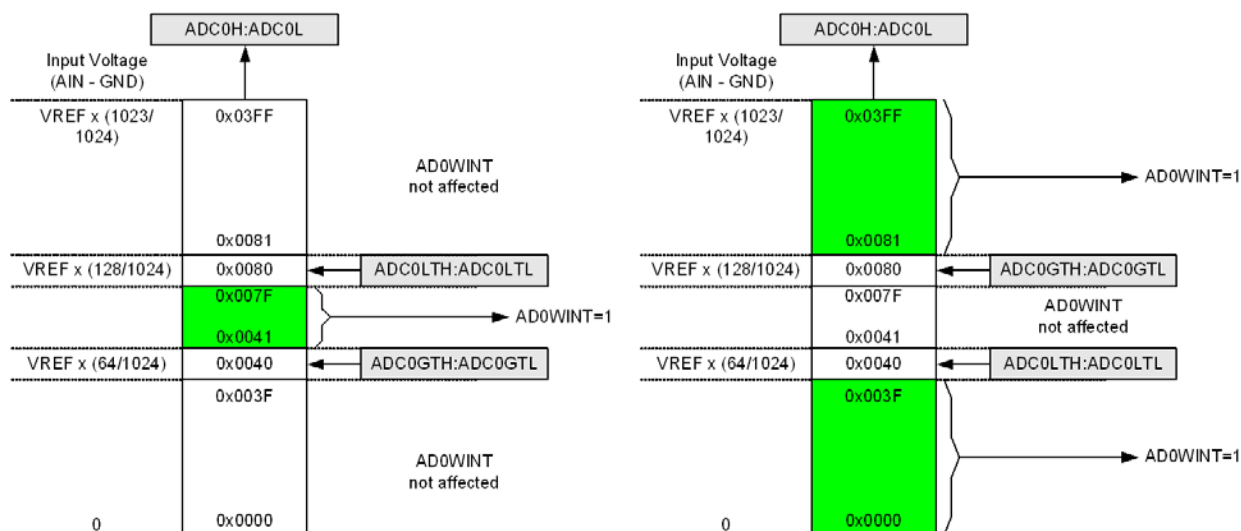 ADC0H:ADC0L
Input Voltage
(AIN - GND)
VREF x (1023/
1024)
0x03FF
AD0WINT
not affected
0x0081
VREF x (128/1024)
0x0080
ADC0LTH:ADC0LTL
0x007F
AD0WINT=1
0x0041
VREF x (64/1024)
0x0040
ADC0GTH:ADC0GTL
0x003F
AD0WINT
not affected
0
0x0000
ADC0H:ADC0L
Input Voltage
(AIN - GND)
VREF x (1023/
1024)
0x03FF
AD0WINT=1
0x0081
VREF x (128/1024)
0x0080
ADC0GTH:ADC0GTL
0x007F
AD0WINT
not affected
0x0041
VREF x (64/1024)
0x0040
ADC0LTH:ADC0LTL
0x003F
AD0WINT=1
0
0x0000